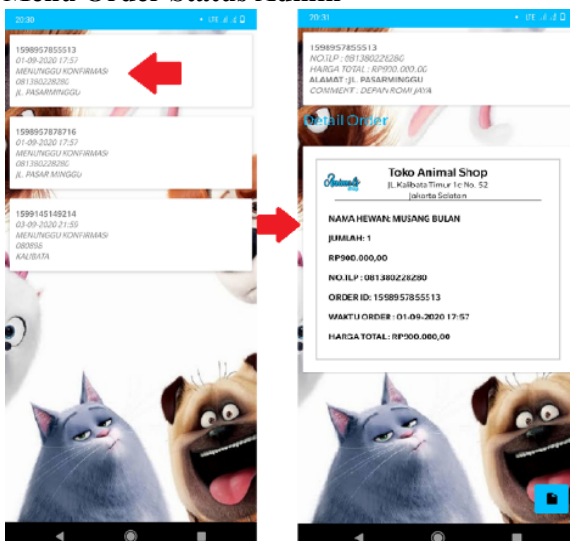 Menu Order Status Admin
20:30
LTE
1598957855513
01-09-2020 17:57
MENUNGGU KONFIRMASI
081380228280
JL. PASARMINGGU
1598957878716
01-09-2020 17:57
MENUNGGU KONFIRMASI
081380228280
JL. PASAR MINGGU
1599145149214
03-09-2020 21:59
MENUNGGU KONFIRMASI
080898
KALIBATA
20:31
LTE
1598957855513
NO.TLP : 081380228280
HARGA TOTAL : RP900.000,00
ALAMAT : JL. PASARMINGGU
COMMENT : DEPAN ROMI JAYA
Detail Order
Toko Animal Shop
JL.Kalibata Timur 1c No. 52
Jakarta Selatan
NAMA HEWAN: MUSANG BULAN
JUMLAH: 1
RP900.000,00
NO.TLP : 081380228280
ORDER ID: 1598957855513
WAKTU ORDER : 01-09-2020 17:57
HARGA TOTAL : RP900.000,00